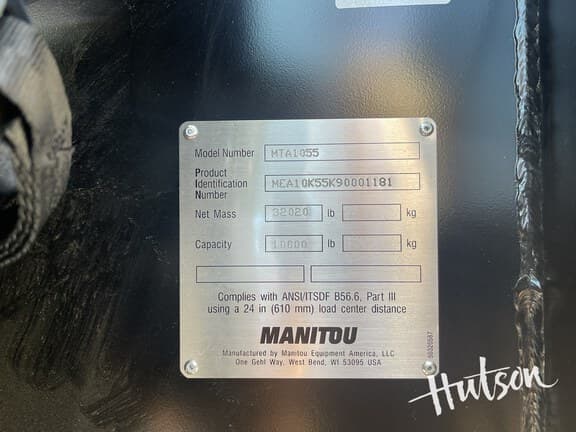 Model Number MTA1055
Product
Identification MEA10K55K90001181
Number
Net Mass 32020 lb kg
Capacity 10600 lb kg
Complies with ANSI/ITSDF B56.6, Part III
using a 24 in (610 mm) load center distance
MANITOU
Manufactured by Manitou Equipment America, LLC
One Gehl Way, West Bend, WI 53095 USA
Hutson